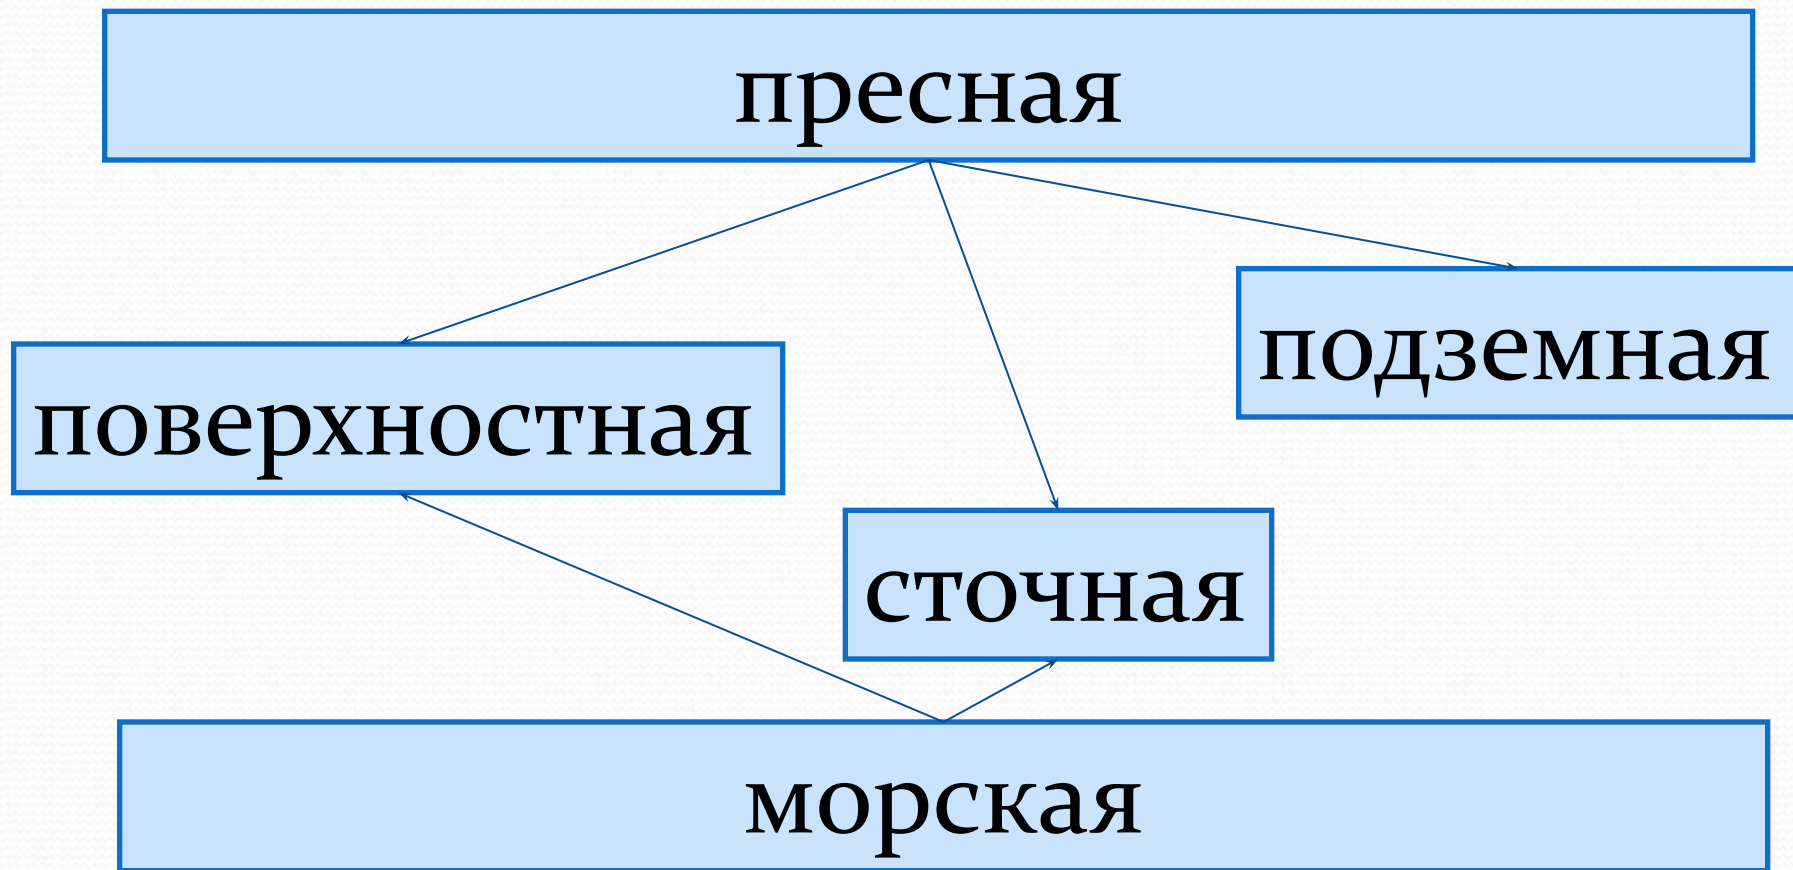 пресная
подземная
поверхностная
сточная
морская